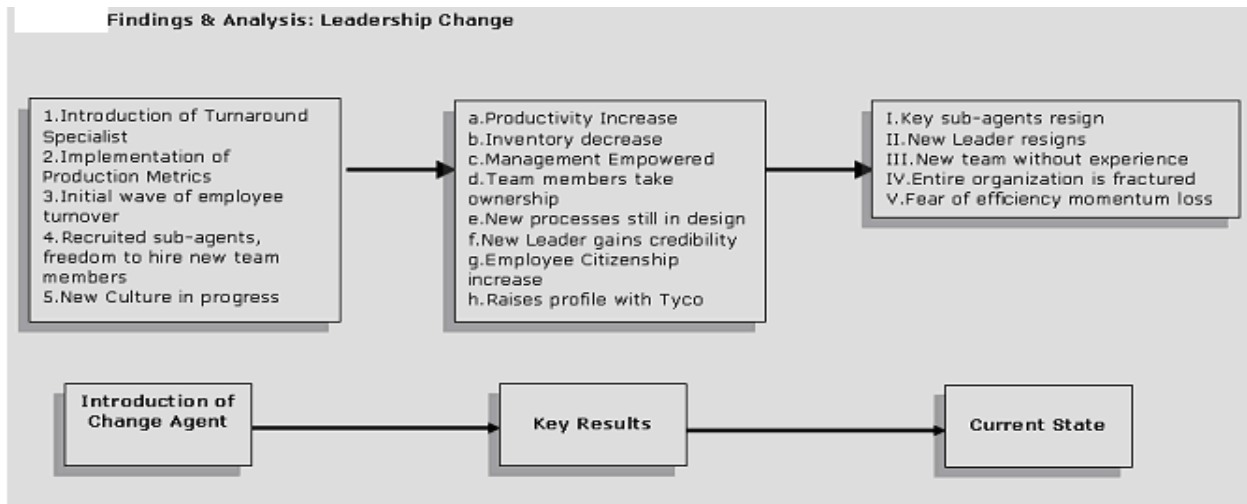 Findings & Analysis: Leadership Change
1.Introduction of Turnaround
Specialist
2.Implementation of
Production Metrics
3.Initial wave of employee
turnover
4.Recruited sub-agents,
freedom to hire new team
members
5.New Culture in progress
a.Productivity Increase
b.Inventory decrease
c.Management Empowered
d.Team members take
ownership
e.New processes still in design
f.New Leader gains credibility
g.Employee Citizenship
increase
h.Raises profile with Tyco
I.Key sub-agents resign
II.New Leader resigns
III.New team without experience
IV.Entire organization is fractured
V.Fear of efficiency momentum loss
Introduction of
Change Agent
Key Results
Current State